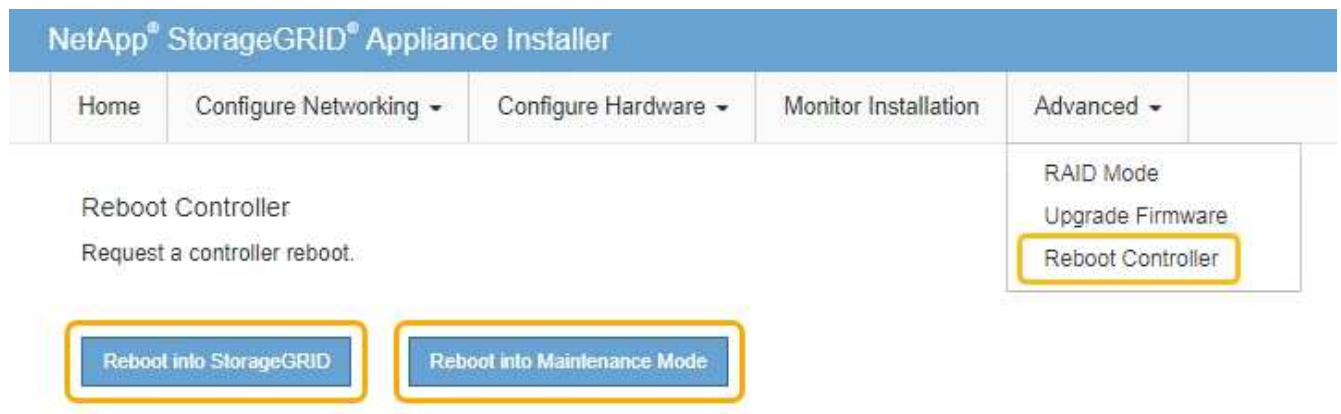 NetApp® StorageGRID® Appliance Installer
Home Configure Networking Configure Hardware Monitor Installation Advanced
RAID Mode
Upgrade Firmware
Reboot Controller
Reboot Controller
Request a controller reboot.
Reboot into StorageGRID Reboot into Maintenance Mode